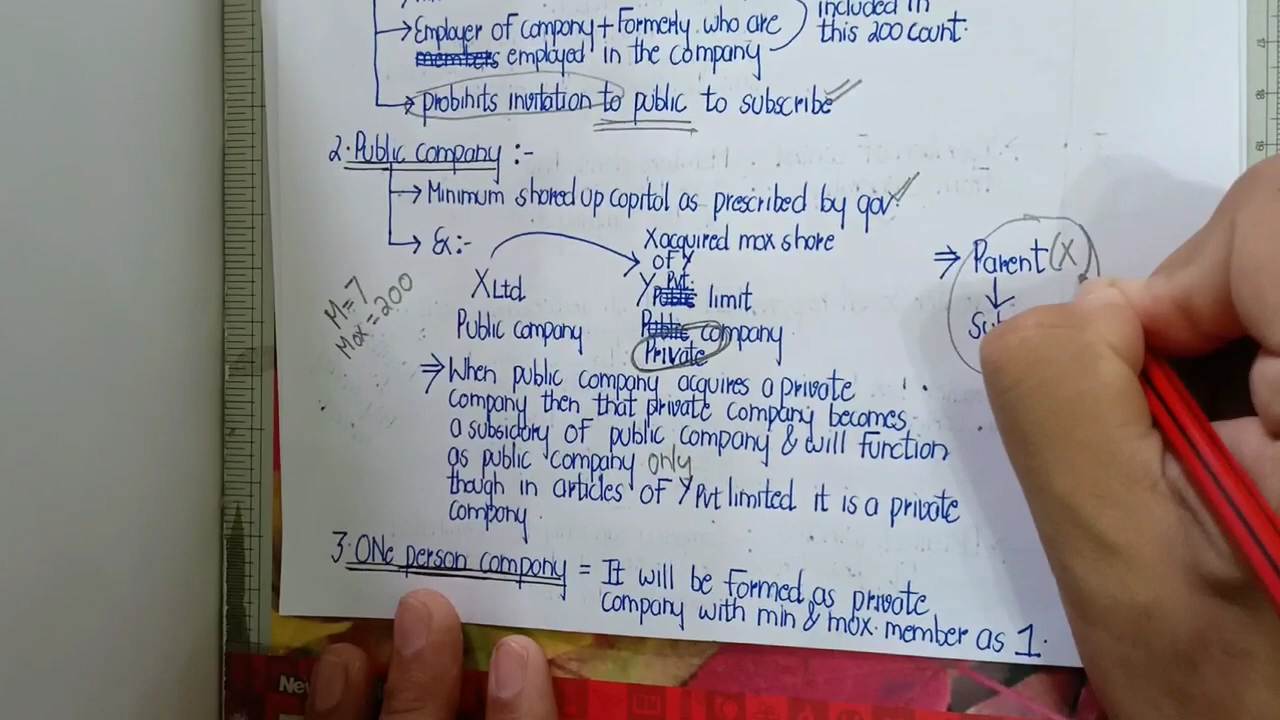 included in
→Employer of company + Formerly who are
this 200 count.
employed in the company
→ probihits invitation to public to subscribe
2. Public company :-
→ Minimum shared up capital as prescribed by gov
→ Ex:-
X acquired max share
of Y
X Ltd
Y Pvt. limit
Public company
company
Private
M=7
Max=200
⇒ Parent (X
↓
⇒ When public company acquires a private
company then that private company becomes
a subsidary of public company & will function
as public company only
though in articles of Y Pvt limited it is a private
company.
3. ONe person company = It will be formed as private
company with min & max. member as 1.
New